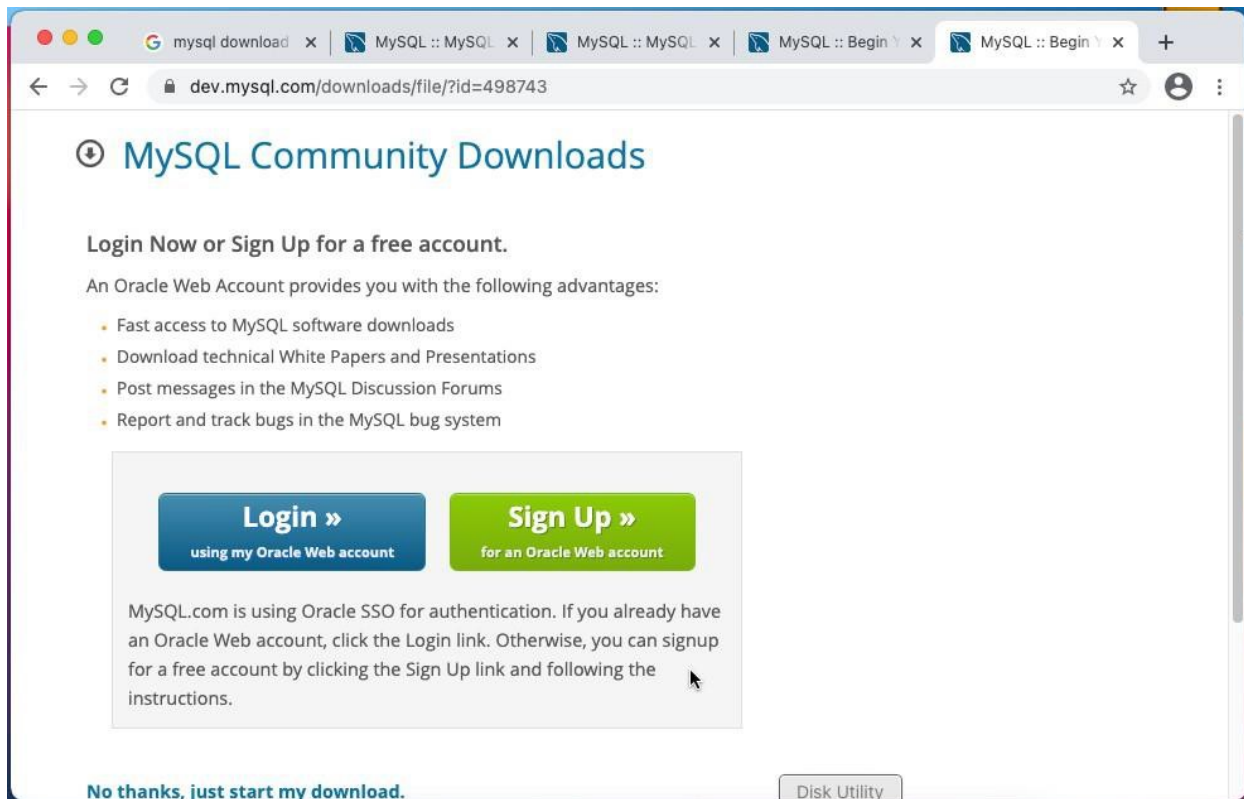 mysql download
MySQL :: MySQL
MySQL :: MySQL
MySQL :: Begin Y
MySQL :: Begin Y
dev.mysql.com/downloads/file/?id=498743
MySQL Community Downloads
Login Now or Sign Up for a free account.
An Oracle Web Account provides you with the following advantages:
Fast access to MySQL software downloads
Download technical White Papers and Presentations
Post messages in the MySQL Discussion Forums
Report and track bugs in the MySQL bug system
Login »
using my Oracle Web account
Sign Up »
for an Oracle Web account
MySQL.com is using Oracle SSO for authentication. If you already have
an Oracle Web account, click the Login link. Otherwise, you can signup
for a free account by clicking the Sign Up link and following the
instructions.
No thanks, just start my download.
Disk Utility